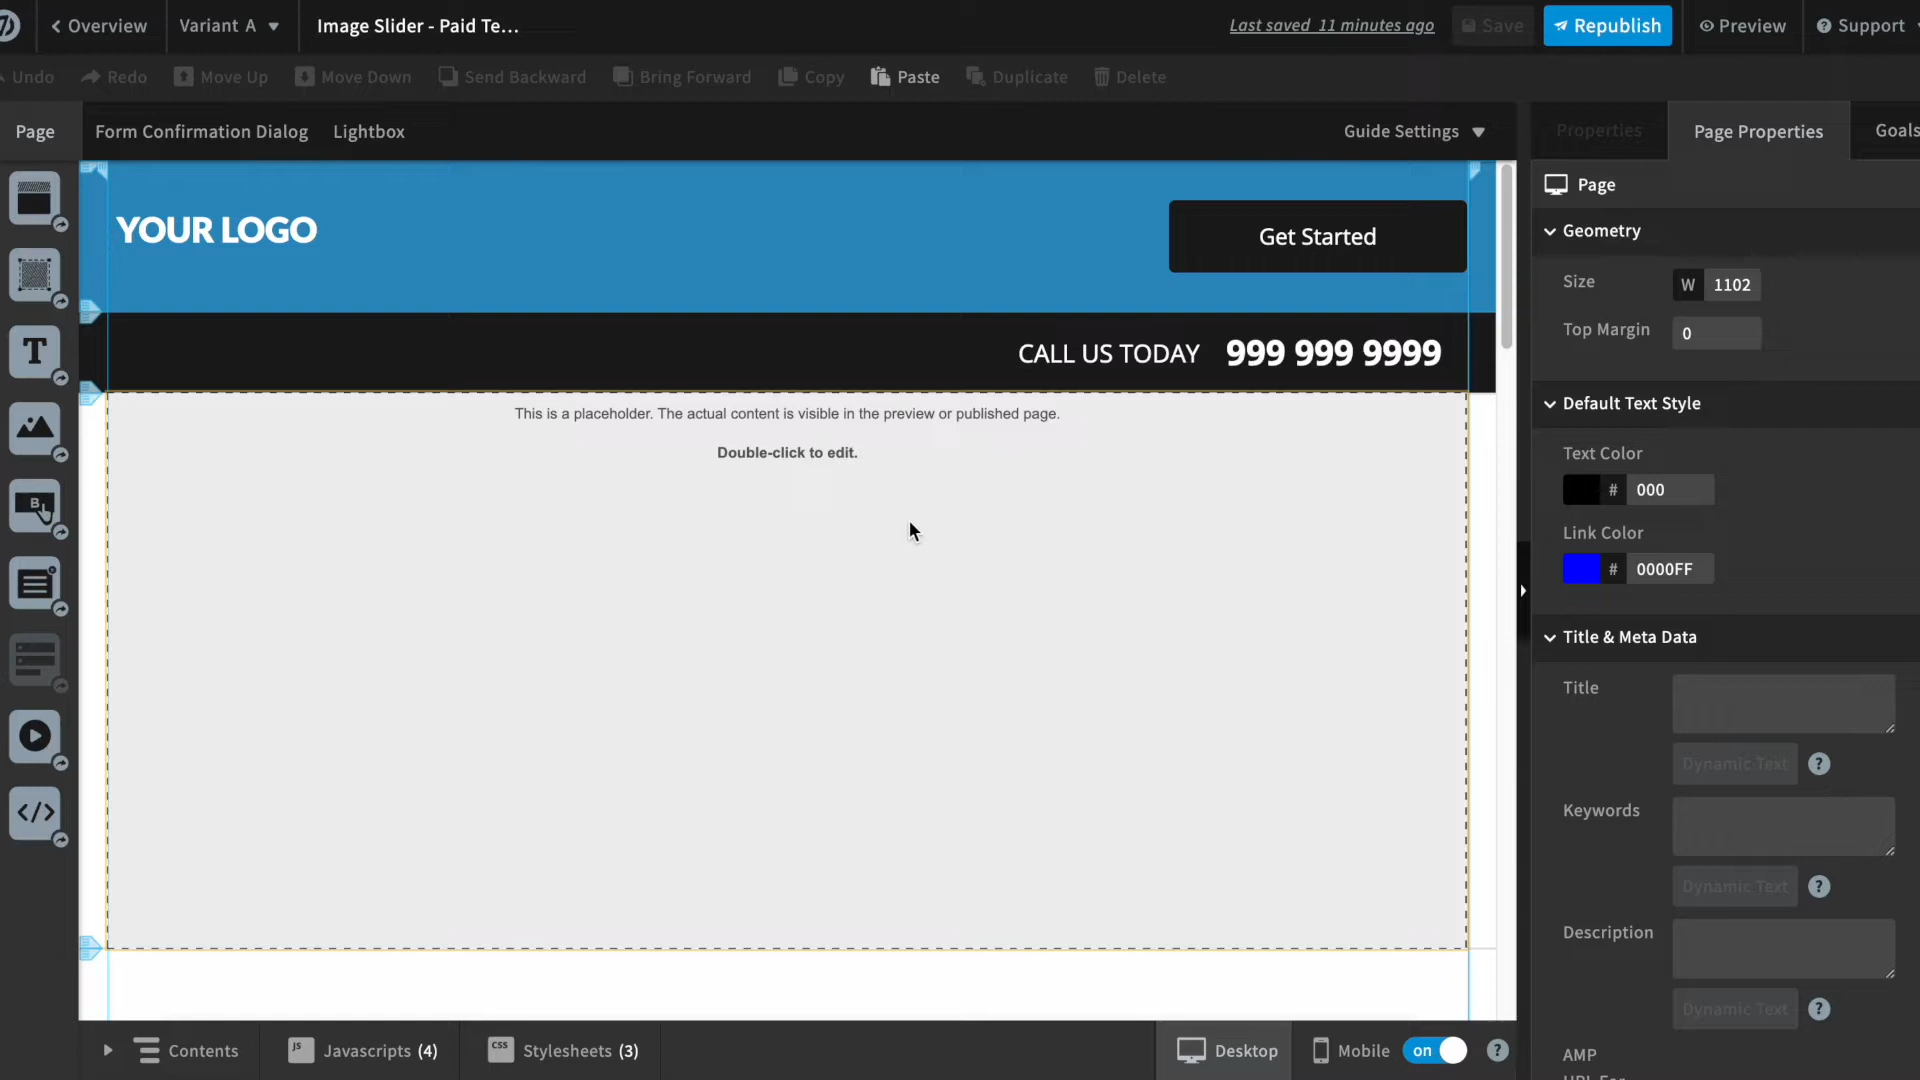 Overview
Variant A
Image Slider - Paid Te...
Last saved 11 minutes ago
Save
Republish
Preview
Support
Undo
Redo
Move Up
Move Down
Send Backward
Bring Forward
Copy
Paste
Duplicate
Delete
Page
Form Confirmation Dialog
Lightbox
Guide Settings
Properties
Page Properties
Goals
YOUR LOGO
Get Started
CALL US TODAY 999 999 9999
This is a placeholder. The actual content is visible in the preview or published page.
Double-click to edit.
T
B
</>
Page
Geometry
Size W 1102
Top Margin 0
Default Text Style
Text Color
# 000
Link Color
# 0000FF
Title & Meta Data
Title
Dynamic Text ?
Keywords
Dynamic Text ?
Description
Dynamic Text ?
AMP
Contents
JS Javascripts (4)
CSS Stylesheets (3)
Desktop
Mobile on ?